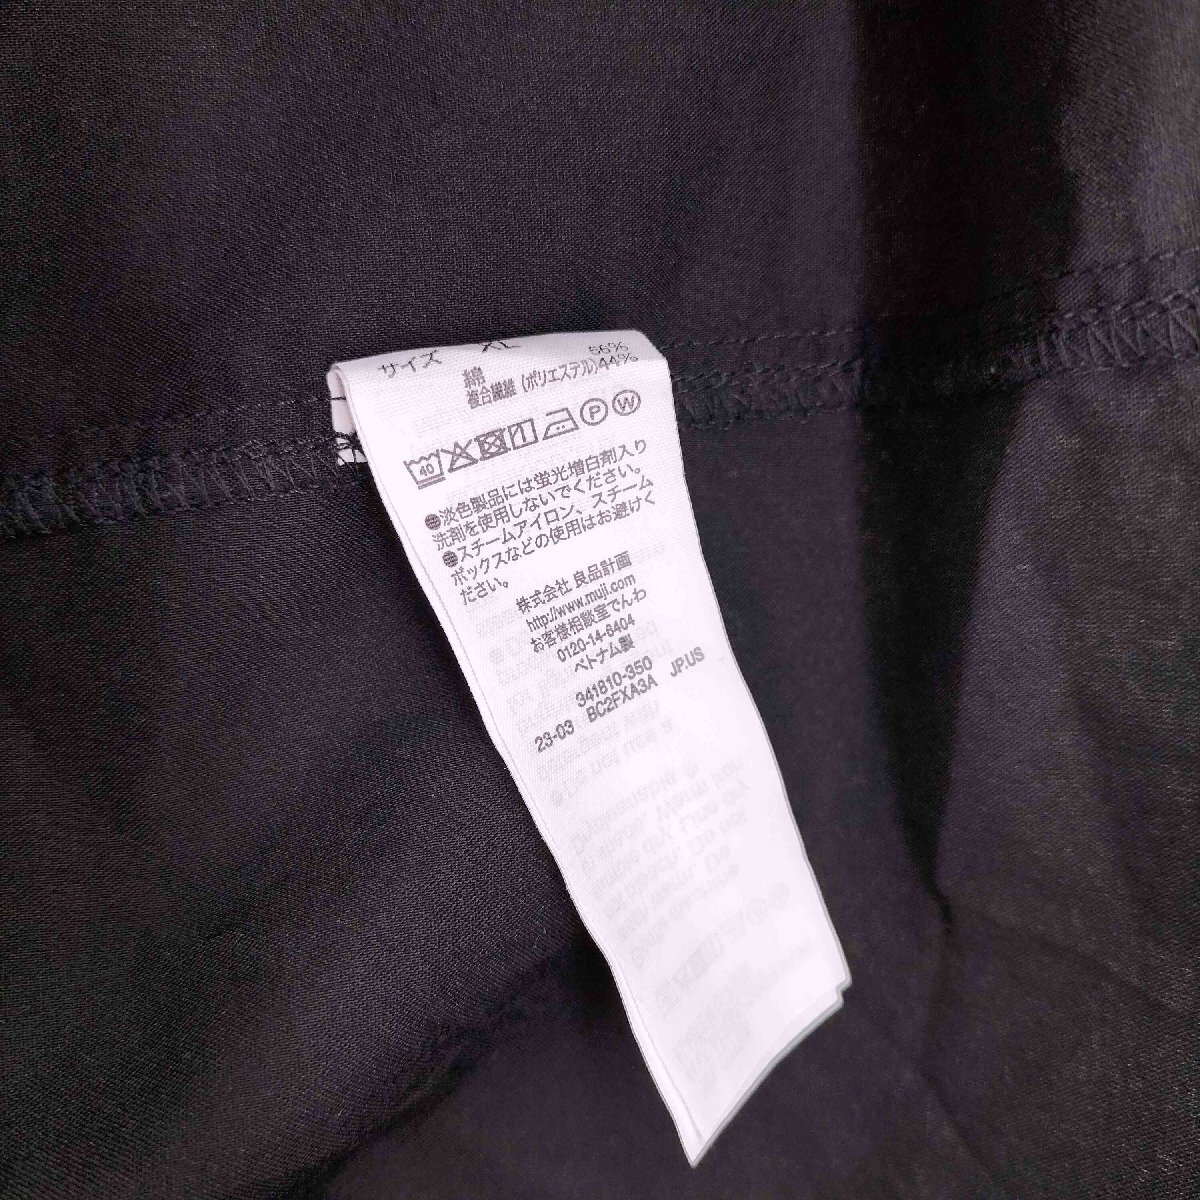 サイズ XL
綿 56%
複合繊維 (ポリエステル) 44%
40 P W
●淡色製品には蛍光増白剤入り
洗剤を使用しないでください。
●スチームアイロン、スチーム
ボックスなどの使用はお避けく
ださい。
株式会社 良品計画
http://www.muji.com
お客様相談室でんわ
0120-14-6404
ベトナム製
341810-350
23-03 BC2FXA3A JP.US